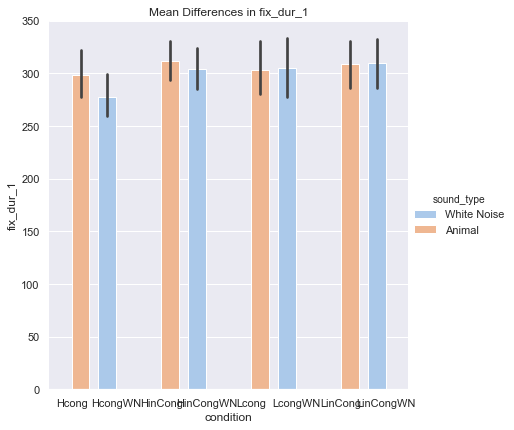 Mean Differences in fix_dur_1
350
300
250
200
150
100
50
0
fix_dur_1
Hcong HcongWN HinCong HinCongWN Lcong LcongWN LinCong LinCongWN
condition
sound_type
White Noise
Animal